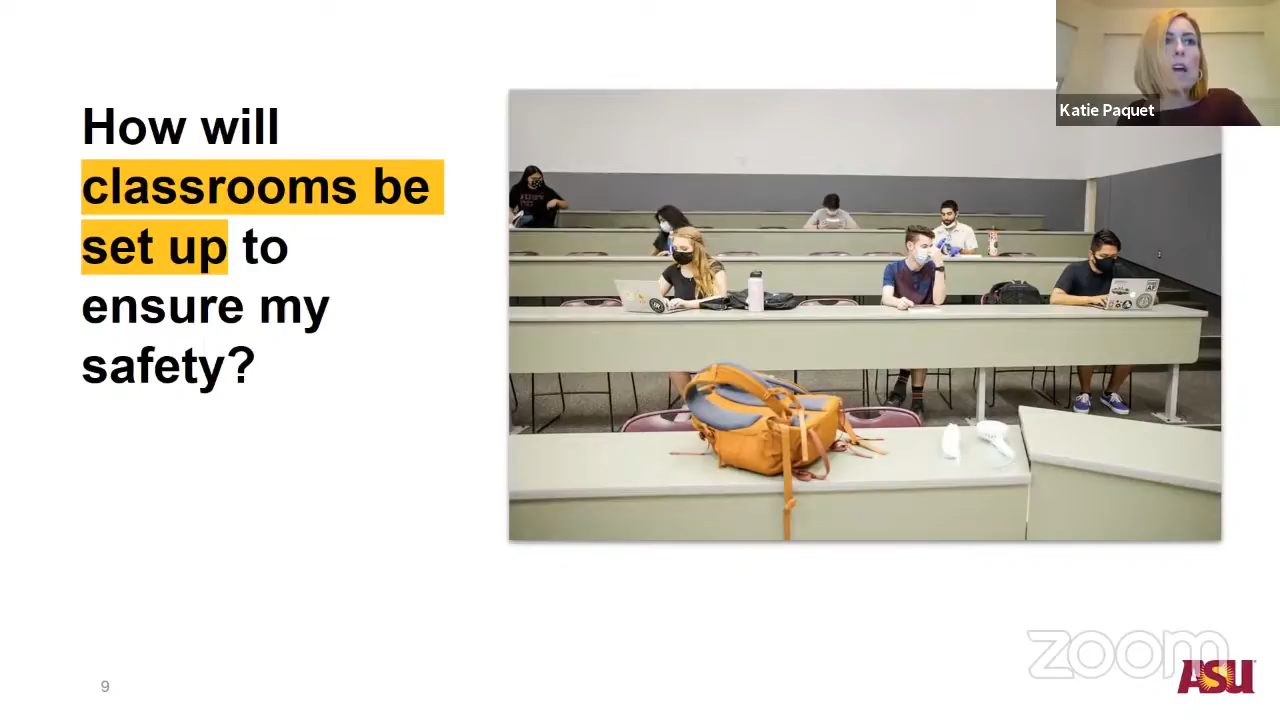 How will
classrooms be
set up to
ensure my
safety?
Katie Paquet
9
zoom
ASU